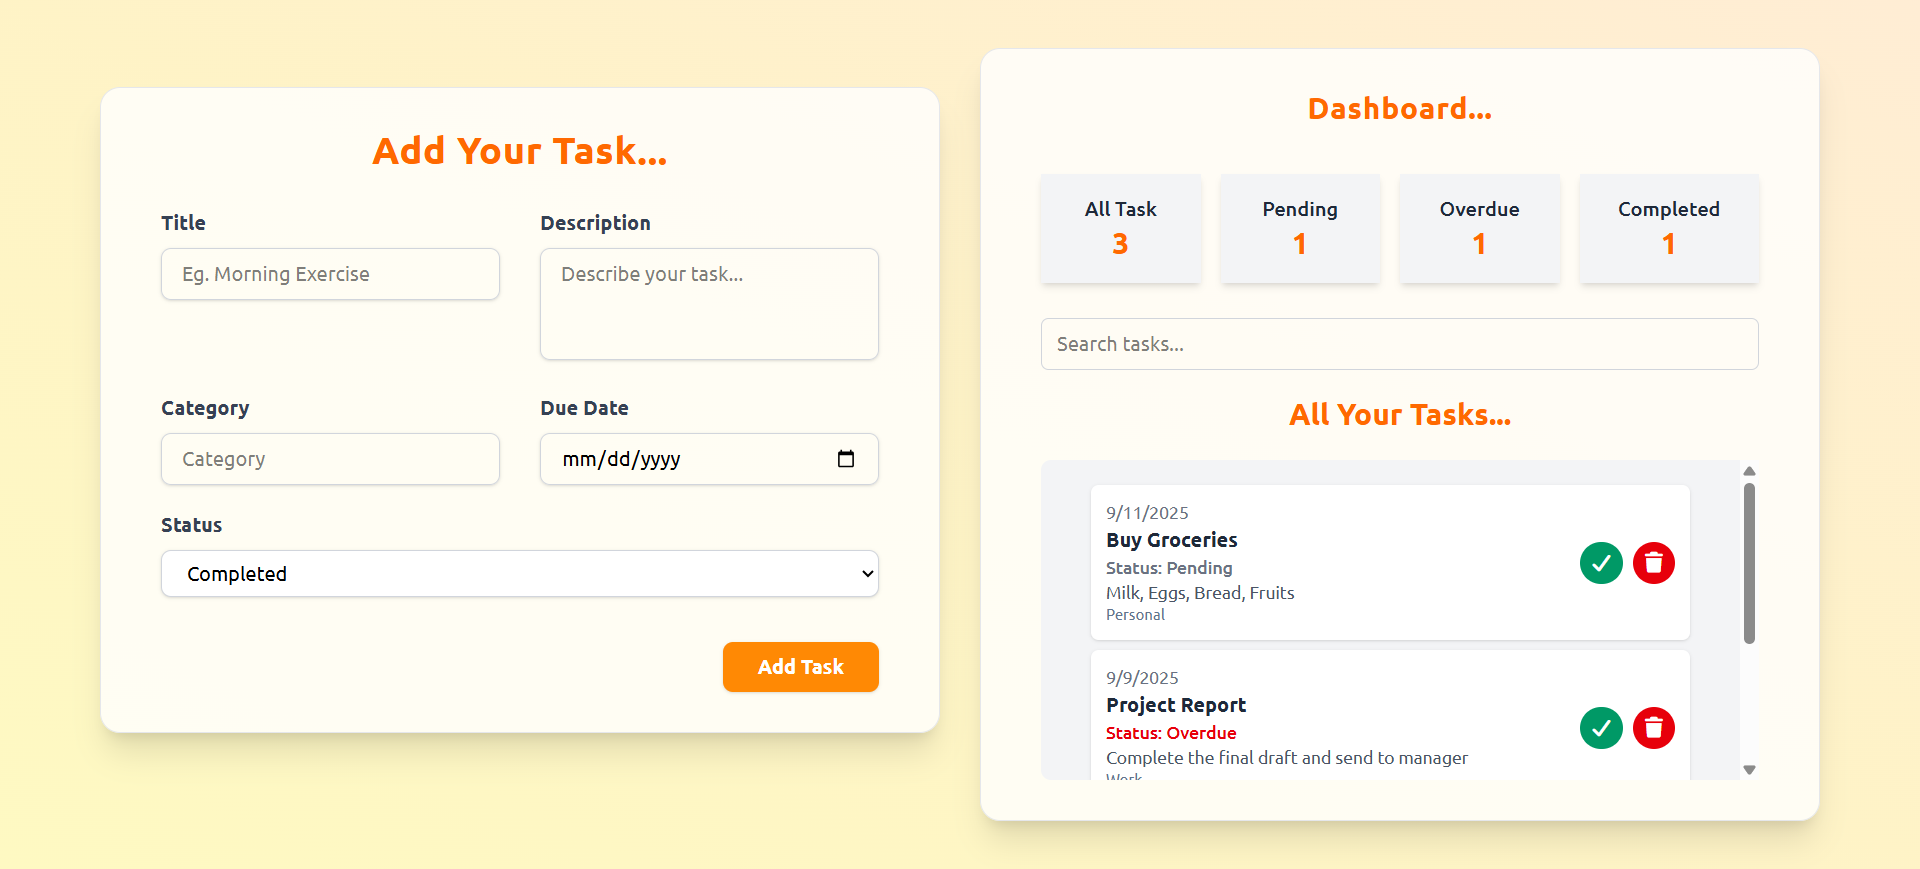 Add Your Task...
Title
Eg. Morning Exercise
Description
Describe your task...
Category
Category
Due Date
mm/dd/yyyy
Status
Completed
Add Task
Dashboard...
All Task
3
Pending
1
Overdue
1
Completed
1
Search tasks...
All Your Tasks...
9/11/2025
Buy Groceries
Status: Pending
Milk, Eggs, Bread, Fruits
Personal
9/9/2025
Project Report
Status: Overdue
Complete the final draft and send to manager
Work